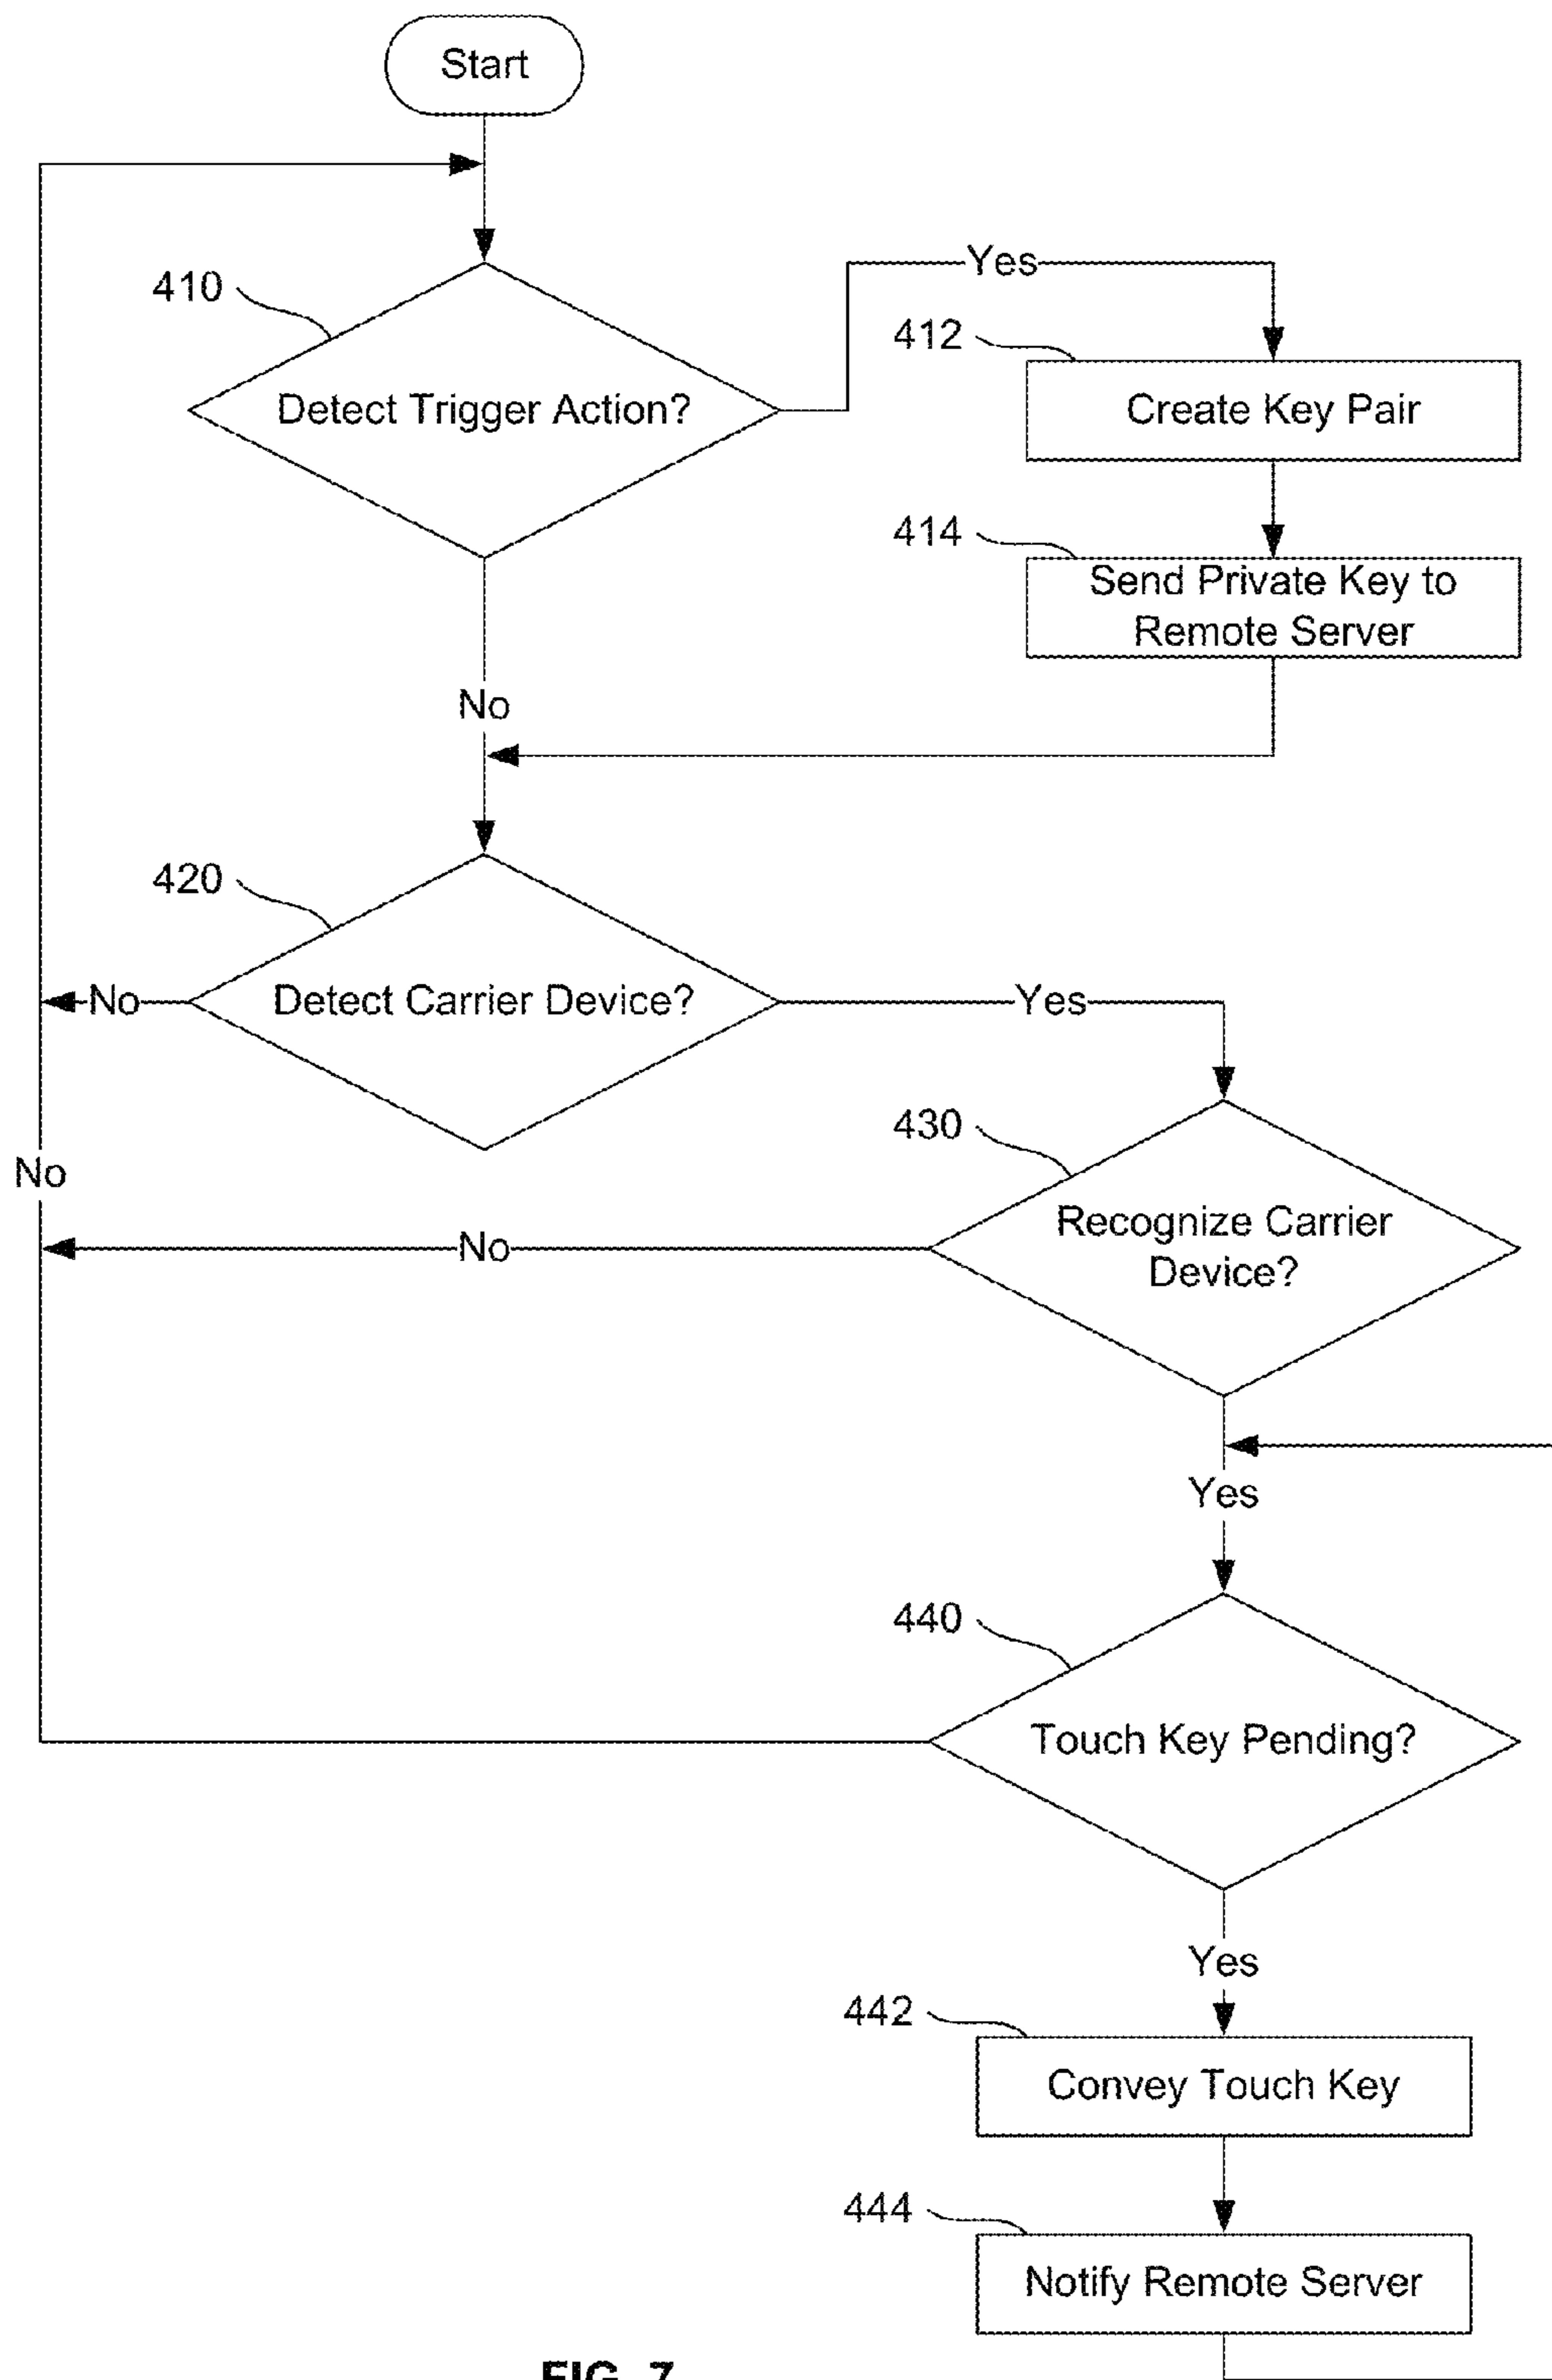 Start
410
Detect Trigger Action?
Yes
412
Create Key Pair
414
Send Private Key to
Remote Server
No
420
Detect Carrier Device?
No
Yes
430
Recognize Carrier
Device?
No
No
Yes
440
Touch Key Pending?
Yes
442
Convey Touch Key
444
Notify Remote Server
FIG. 7